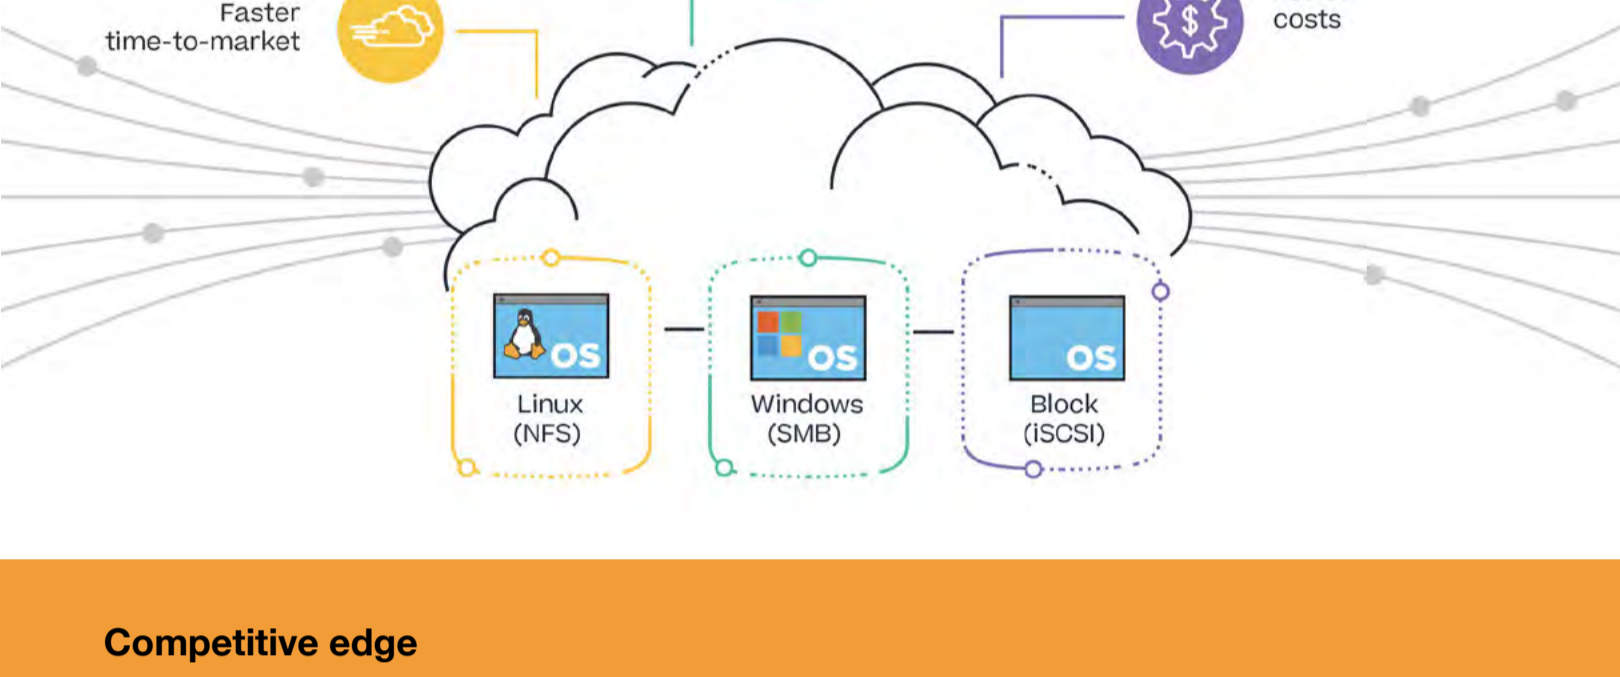 Faster
time-to-market
costs
$
OS
OS
OS
Linux
(NFS)
Windows
(SMB)
Block
(iSCSI)
Competitive edge